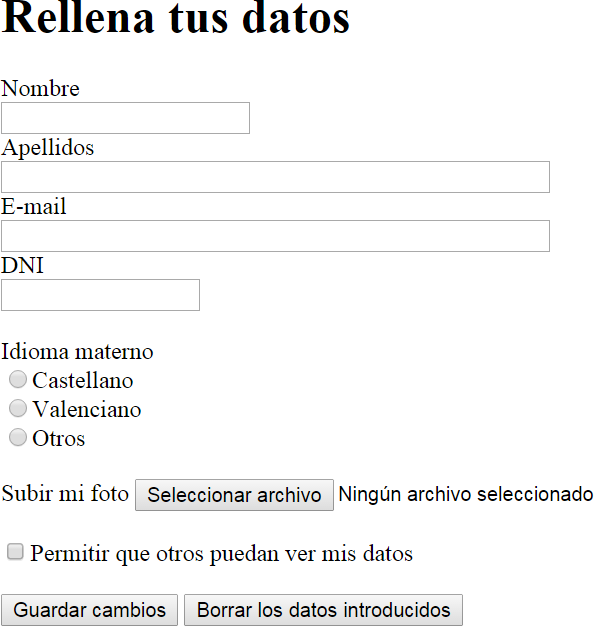 Rellena tus datos
Nombre
Apellidos
E-mail
DNI
Idioma materno
Castellano
Valenciano
Otros
Subir mi foto Seleccionar archivo Ningún archivo seleccionado
Permitir que otros puedan ver mis datos
Guardar cambios Borrar los datos introducidos